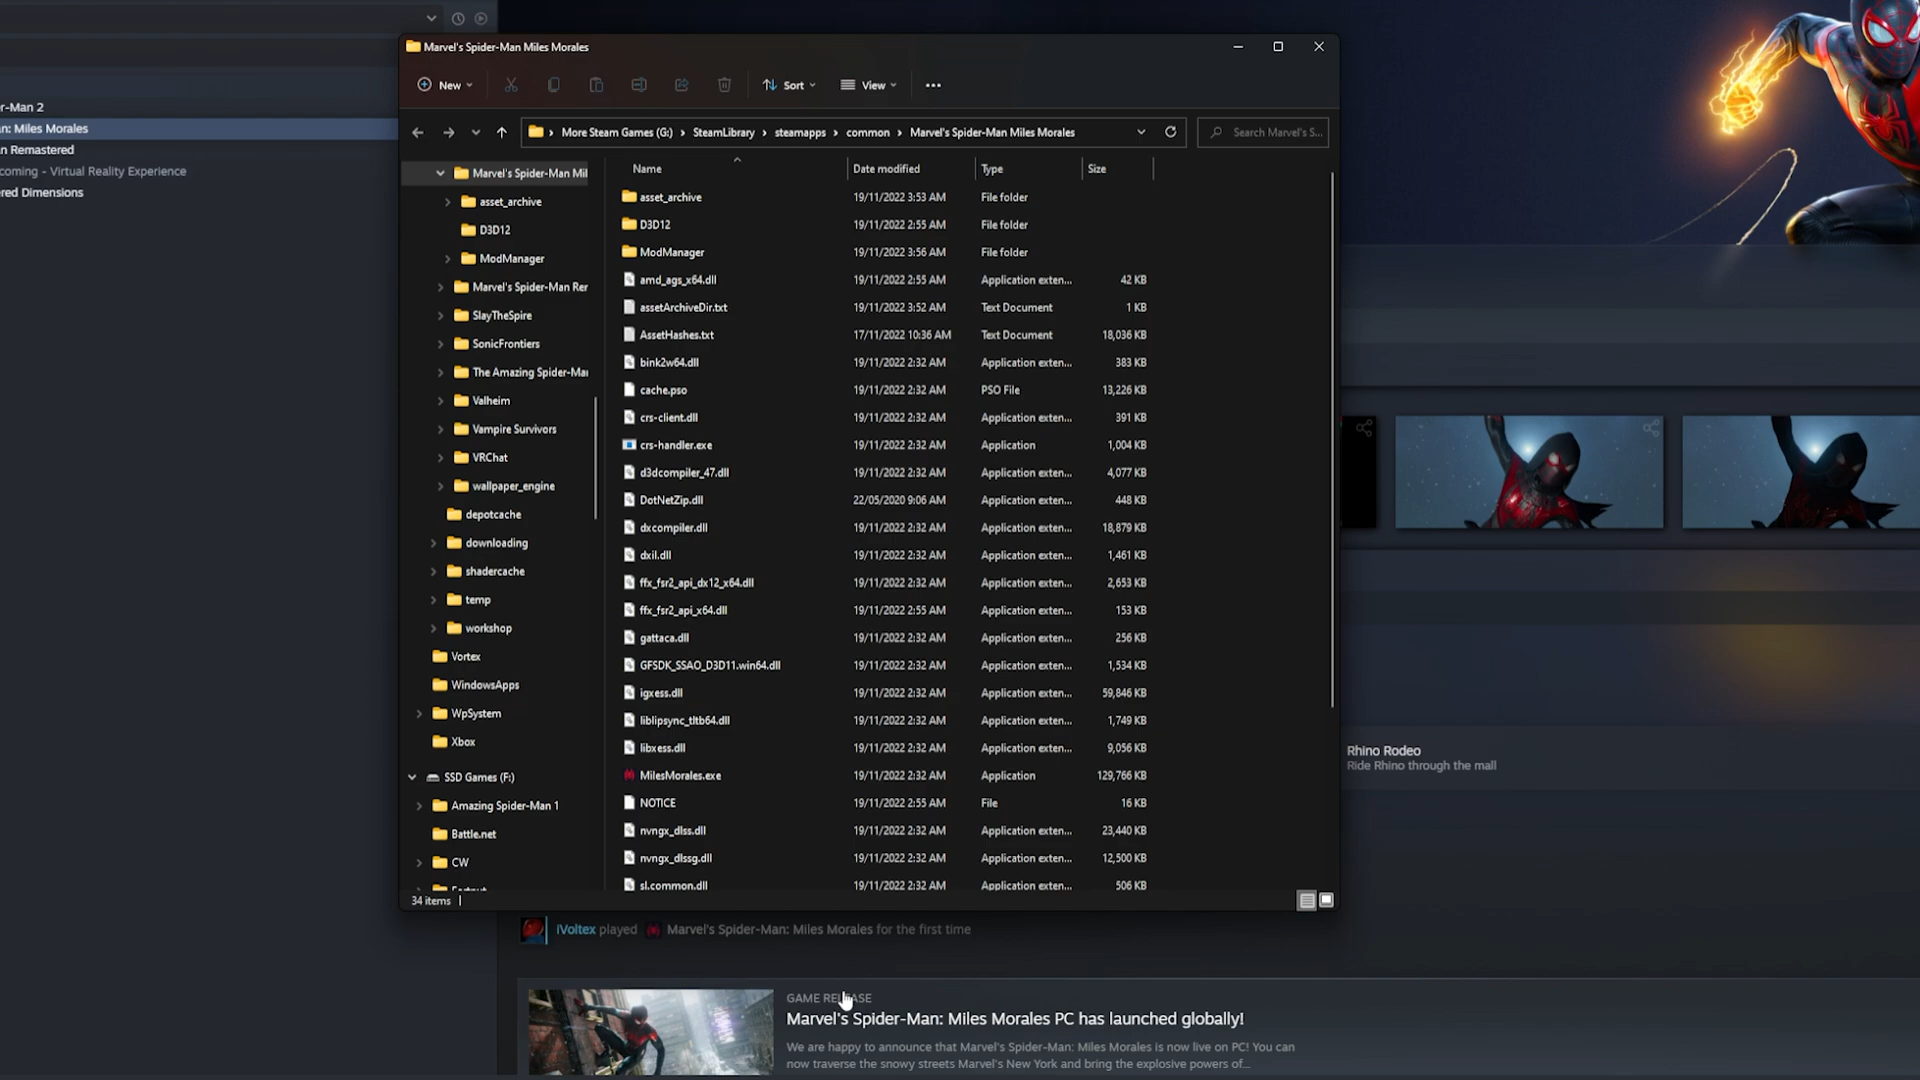 r-Man 2
n: Miles Morales
n Remastered
coming - Virtual Reality Experience
red Dimensions
Marvel's Spider-Man Miles Morales
New
Sort
View
More Steam Games (G:) > SteamLibrary > steamapps > common > Marvel's Spider-Man Miles Morales
Search Marvel's S...
Marvel's Spider-Man Mil
asset_archive
D3D12
ModManager
Marvel's Spider-Man Rer
SlayTheSpire
SonicFrontiers
The Amazing Spider-Mar
Valheim
Vampire Survivors
VRChat
wallpaper_engine
depotcache
downloading
shadercache
temp
workshop
Vortex
WindowsApps
WpSystem
Xbox
SSD Games (F:)
Amazing Spider-Man 1
Battle.net
CW
Name Date modified Type Size
asset_archive 19/11/2022 3:53 AM File folder
D3D12 19/11/2022 2:55 AM File folder
ModManager 19/11/2022 3:56 AM File folder
amd_ags_x64.dll 19/11/2022 2:55 AM Application exten... 42 KB
assetArchiveDir.txt 19/11/2022 3:52 AM Text Document 1 KB
AssetHashes.txt 17/11/2022 10:36 AM Text Document 18,036 KB
bink2w64.dll 19/11/2022 2:32 AM Application exten... 383 KB
cache.pso 19/11/2022 2:32 AM PSO File 13,226 KB
crs-client.dll 19/11/2022 2:32 AM Application exten... 391 KB
crs-handler.exe 19/11/2022 2:32 AM Application 1,004 KB
d3dcompiler_47.dll 19/11/2022 2:32 AM Application exten... 4,077 KB
DotNetZip.dll 22/05/2020 9:06 AM Application exten... 448 KB
dxcompiler.dll 19/11/2022 2:32 AM Application exten... 18,879 KB
dxil.dll 19/11/2022 2:32 AM Application exten... 1,461 KB
ffx_fsr2_api_dx12_x64.dll 19/11/2022 2:32 AM Application exten... 2,653 KB
ffx_fsr2_api_x64.dll 19/11/2022 2:55 AM Application exten... 153 KB
gattaca.dll 19/11/2022 2:32 AM Application exten... 256 KB
GFSDK_SSAO_D3D11.win64.dll 19/11/2022 2:32 AM Application exten... 1,534 KB
igxess.dll 19/11/2022 2:32 AM Application exten... 59,846 KB
liblipsync_tltb64.dll 19/11/2022 2:32 AM Application exten... 1,749 KB
libxess.dll 19/11/2022 2:32 AM Application exten... 9,056 KB
MilesMorales.exe 19/11/2022 2:32 AM Application 129,766 KB
NOTICE 19/11/2022 2:55 AM File 16 KB
nvngx_dlss.dll 19/11/2022 2:32 AM Application exten... 23,440 KB
nvngx_dlssg.dll 19/11/2022 2:32 AM Application exten... 12,500 KB
sl.common.dll 19/11/2022 2:32 AM Application exten... 506 KB
34 items
Rhino Rodeo
Ride Rhino through the mall
iVoltex played Marvel's Spider-Man: Miles Morales for the first time
GAME RELEASE
Marvel's Spider-Man: Miles Morales PC has launched globally!
We are happy to announce that Marvel's Spider-Man: Miles Morales is now live on PC! You can
now traverse the snowy streets Marvel's New York and bring the explosive powers of...